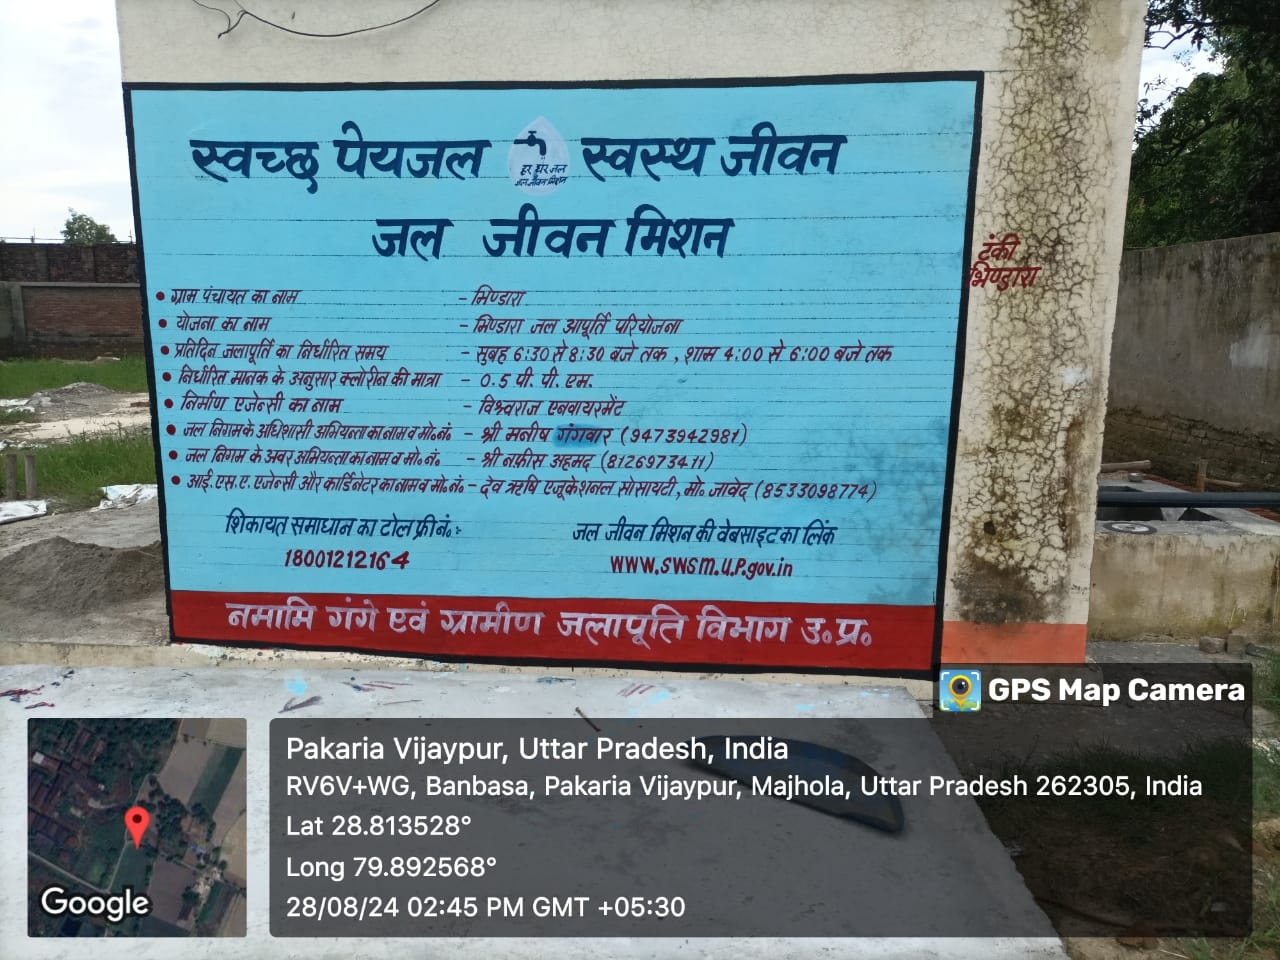 स्वच्छ पेयजल स्वस्थ जीवन
हर घर जल
जल जीवन मिशन
जल जीवन मिशन
टंकी
भिण्डारा
• ग्राम पंचायत का नाम - भिण्डारा
• योजना का नाम - भिण्डारा जल आपूर्ति परियोजना
• प्रतिदिन जलापूर्ति का निर्धारित समय - सुबह 6:30 से 8:30 बजे तक, शाम 4:00 से 6:00 बजे तक
• निर्धारित मानक के अनुसार क्लोरीन की मात्रा - 0.5 पी. पी. एम.
• निर्माण एजेन्सी का नाम - विश्वराज एनवायरमेंट
• जल निगम के अधिशासी अभियन्ता का नाम व मो॰ नं॰ - श्री मनीष गंगवार (9473942981)
• जल निगम के अवर अभियन्ता का नाम व मो॰ नं॰ - श्री नफ़ीस अहमद (8126973411)
• आई. एस. ए. एजेन्सी और कार्डिनेटर का नाम व मो॰ नं॰ - देव ऋषि एजूकेशनल सोसायटी, मो. जावेद (8533098774)
शिकायत समाधान का टोल फ्री नं॰:- जल जीवन मिशन की वेबसाइट का लिंक
18001212164 www.swsm.u.p.gov.in
नमामि गंगे एवं ग्रामीण जलापूर्ति विभाग उ॰ प्र॰
GPS Map Camera
Pakaria Vijaypur, Uttar Pradesh, India
RV6V+WG, Banbasa, Pakaria Vijaypur, Majhola, Uttar Pradesh 262305, India
Lat 28.813528°
Long 79.892568°
28/08/24 02:45 PM GMT +05:30
Google